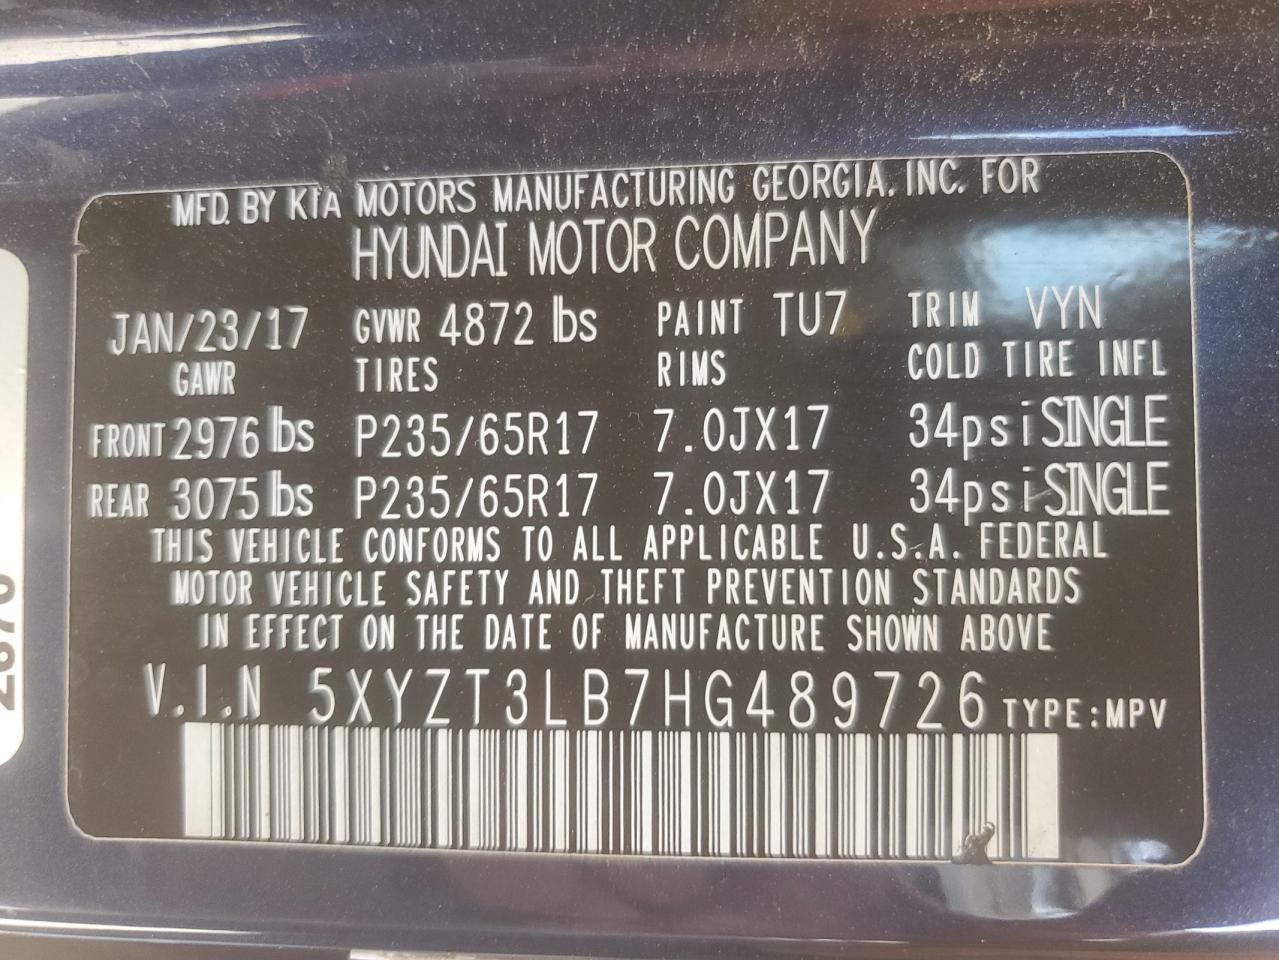 MFD. BY KIA MOTORS MANUFACTURING GEORGIA, INC. FOR
HYUNDAI MOTOR COMPANY
JAN/23/17 GVWR 4872 lbs PAINT TU7 TRIM VYN
GAWR TIRES RIMS COLD TIRE INFL
FRONT 2976 lbs P235/65R17 7.0JX17 34psi SINGLE
REAR 3075 lbs P235/65R17 7.0JX17 34psi SINGLE
THIS VEHICLE CONFORMS TO ALL APPLICABLE U.S.A. FEDERAL
MOTOR VEHICLE SAFETY AND THEFT PREVENTION STANDARDS
IN EFFECT ON THE DATE OF MANUFACTURE SHOWN ABOVE
V.I.N 5XYZT3LB7HG489726 TYPE:MPV